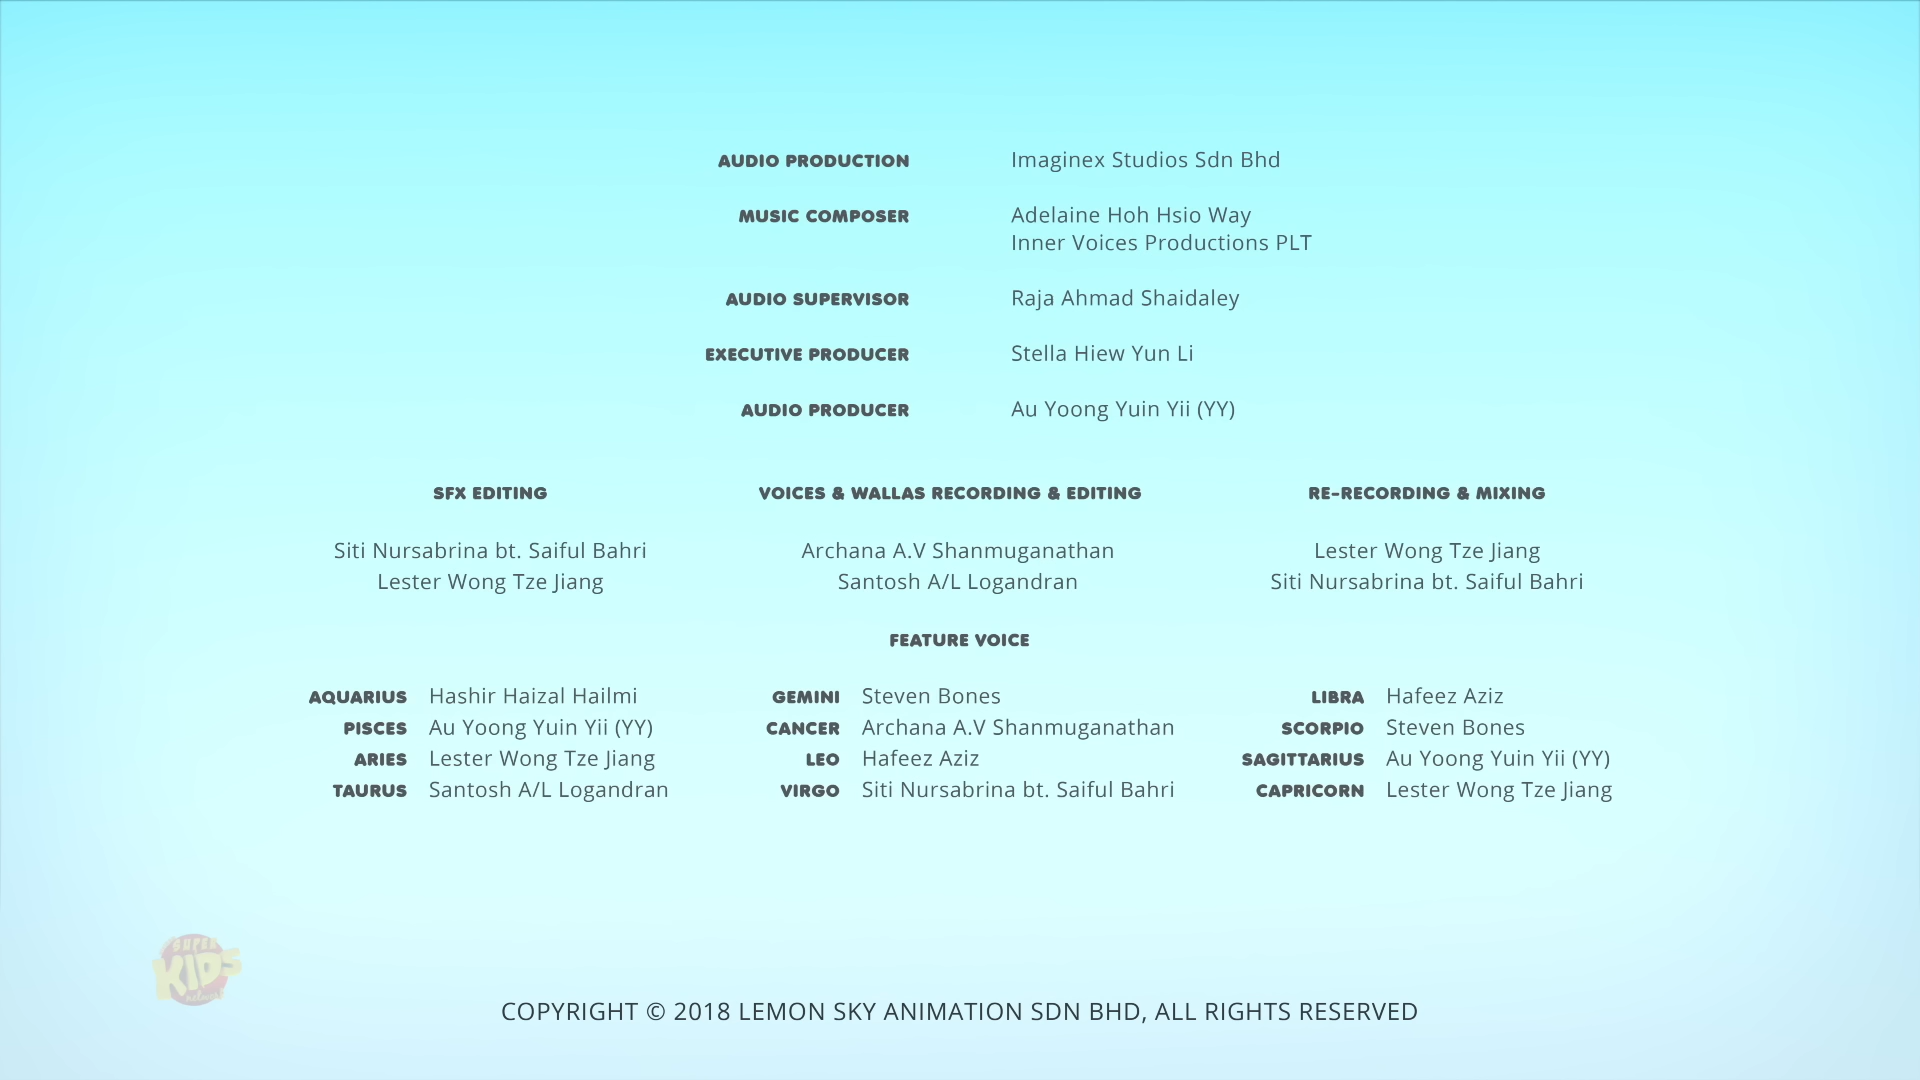 AUDIO PRODUCTION Imaginex Studios Sdn Bhd
MUSIC COMPOSER Adelaine Hoh Hsio Way
Inner Voices Productions PLT
AUDIO SUPERVISOR Raja Ahmad Shaidaley
EXECUTIVE PRODUCER Stella Hiew Yun Li
AUDIO PRODUCER Au Yoong Yuin Yii (YY)
SFX EDITING
Siti Nursabrina bt. Saiful Bahri
Lester Wong Tze Jiang
VOICES & WALLAS RECORDING & EDITING
Archana A.V Shanmuganathan
Santosh A/L Logandran
RE-RECORDING & MIXING
Lester Wong Tze Jiang
Siti Nursabrina bt. Saiful Bahri
FEATURE VOICE
AQUARIUS Hashir Haizal Hailmi
PISCES Au Yoong Yuin Yii (YY)
ARIES Lester Wong Tze Jiang
TAURUS Santosh A/L Logandran
GEMINI Steven Bones
CANCER Archana A.V Shanmuganathan
LEO Hafeez Aziz
VIRGO Siti Nursabrina bt. Saiful Bahri
LIBRA Hafeez Aziz
SCORPIO Steven Bones
SAGITTARIUS Au Yoong Yuin Yii (YY)
CAPRICORN Lester Wong Tze Jiang
SUPER
KIDS
network
COPYRIGHT © 2018 LEMON SKY ANIMATION SDN BHD, ALL RIGHTS RESERVED